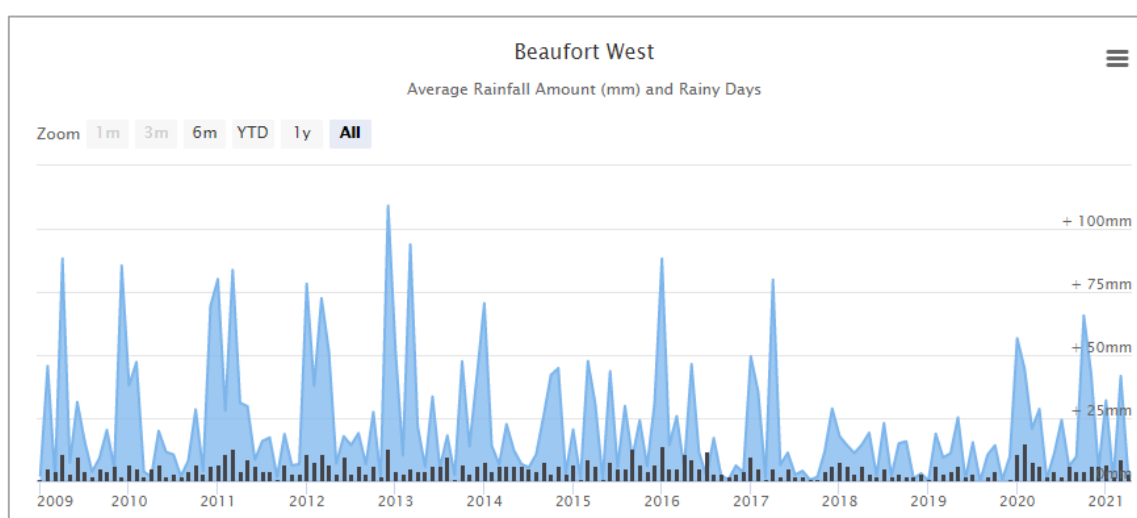 Beaufort West
Average Rainfall Amount (mm) and Rainy Days
Zoom 1m 3m 6m YTD 1y All
+ 100mm
+ 75mm
+ 50mm
+ 25mm
0mm
2009 2010 2011 2012 2013 2014 2015 2016 2017 2018 2019 2020 2021